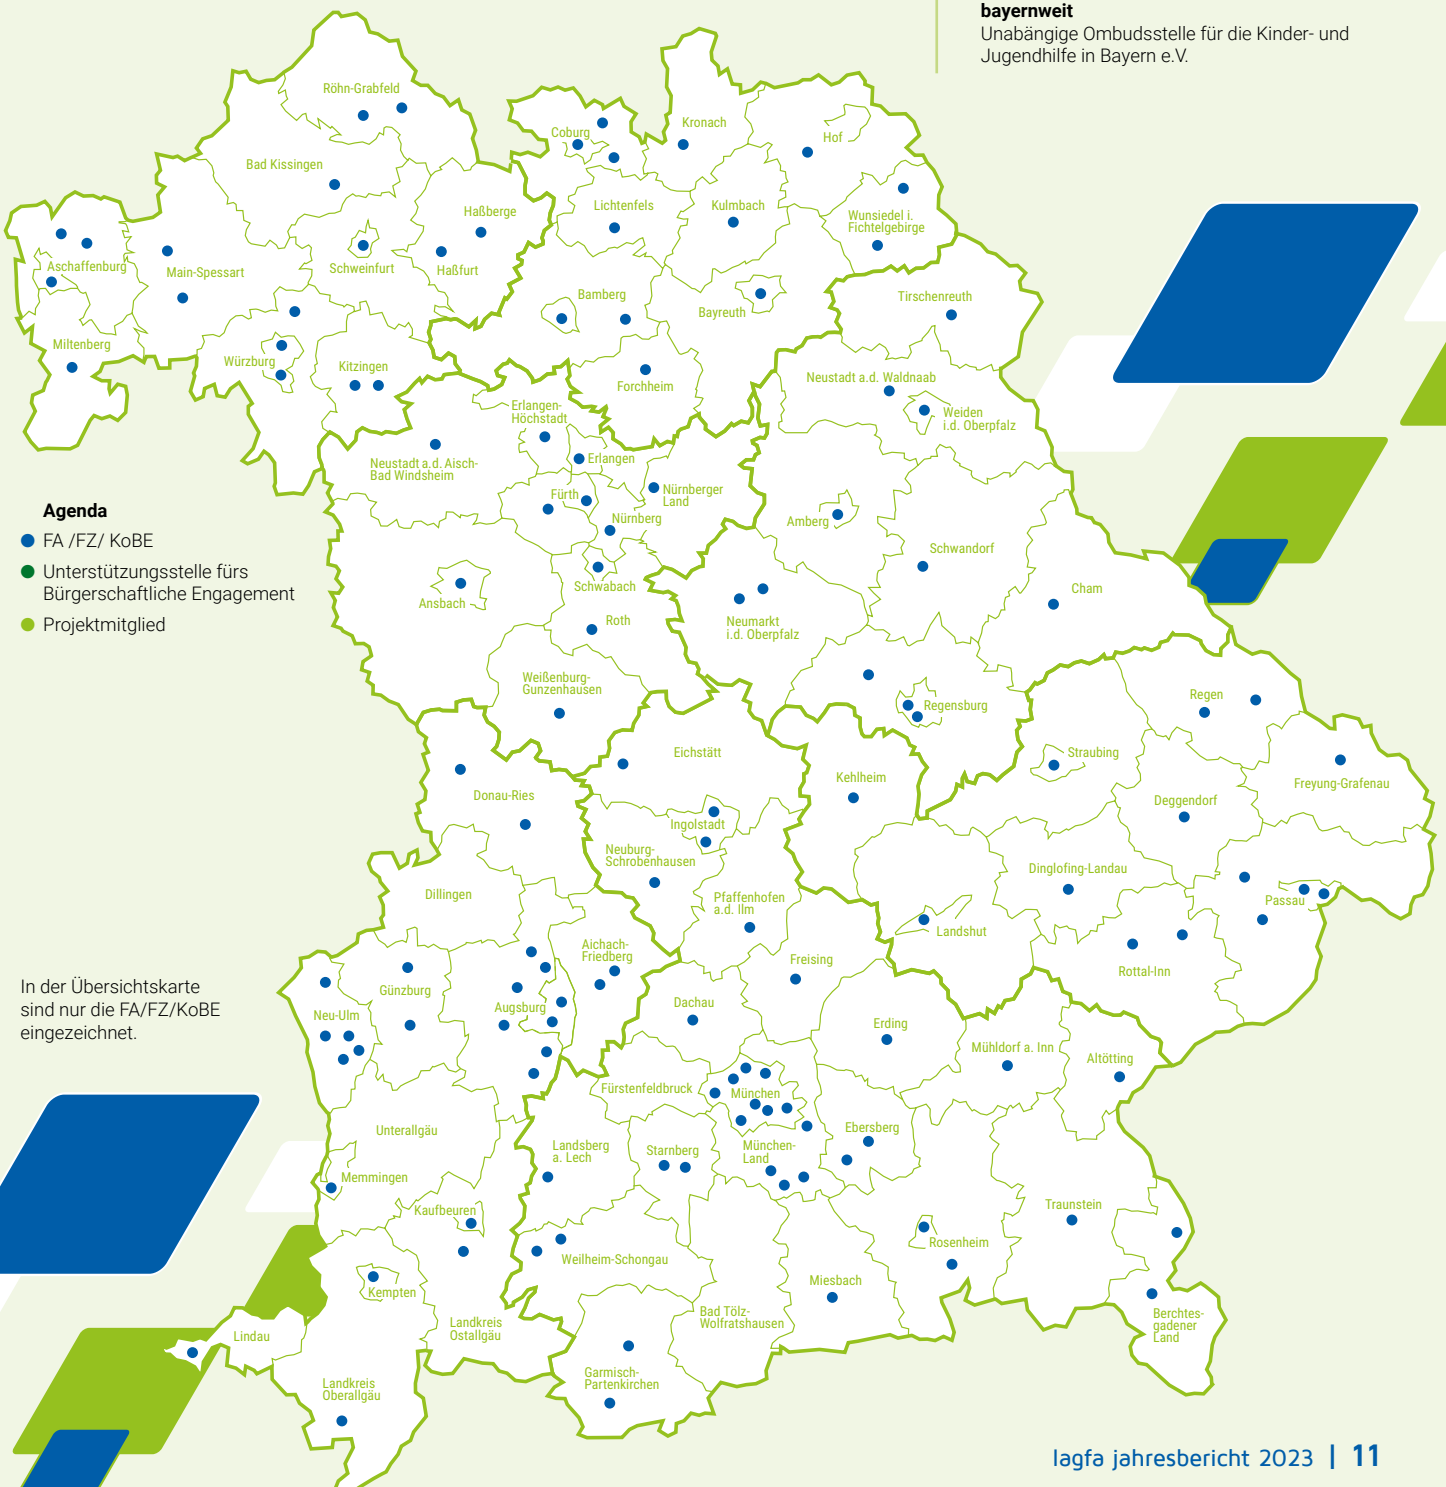 bayernweit
Unabängige Ombudsstelle für die Kinder- und
Jugendhilfe in Bayern e.V.
Röhn-Grabfeld
Coburg
Kronach
Hof
Bad Kissingen
Haßberge
Lichtenfels
Kulmbach
Wunsiedel i.
Fichtelgebirge
Aschaffenburg
Main-Spessart
Schweinfurt
Haßfurt
Bamberg
Bayreuth
Tirschenreuth
Miltenberg
Würzburg
Kitzingen
Forchheim
Neustadt a.d. Waldnaab
Weiden
i.d. Oberpfalz
Erlangen-
Höchstadt
Neustadt a.d. Aisch-
Bad Windsheim
Erlangen
Fürth
Nürnberger
Land
Nürnberg
Amberg
Schwandorf
Agenda
FA /FZ/ KoBE
Unterstützungsstelle fürs
Bürgerschaftliche Engagement
Projektmitglied
Ansbach
Schwabach
Roth
Neumarkt
i.d. Oberpfalz
Cham
Weißenburg-
Gunzenhausen
Regensburg
Regen
Eichstätt
Straubing
Kehlheim
Freyung-Grafenau
Donau-Ries
Deggendorf
Ingolstadt
Neuburg-
Schrobenhausen
Dinglofing-Landau
Dillingen
Pfaffenhofen
a.d. Ilm
Passau
Landshut
Aichach-
Friedberg
Freising
Rottal-Inn
In der Übersichtskarte
sind nur die FA/FZ/KoBE
eingezeichnet.
Günzburg
Neu-Ulm
Augsburg
Dachau
Erding
Mühldorf a. Inn
Altötting
Fürstenfeldbruck
München
Unterallgäu
Landsberg
a. Lech
Starnberg
München-
Land
Ebersberg
Memmingen
Kaufbeuren
Traunstein
Weilheim-Schongau
Rosenheim
Kempten
Miesbach
Bad Tölz-
Wolfratshausen
Berchtes-
gadener
Land
Lindau
Landkreis
Ostallgäu
Landkreis
Oberallgäu
Garmisch-
Partenkirchen
lagfa jahresbericht 2023 | 11